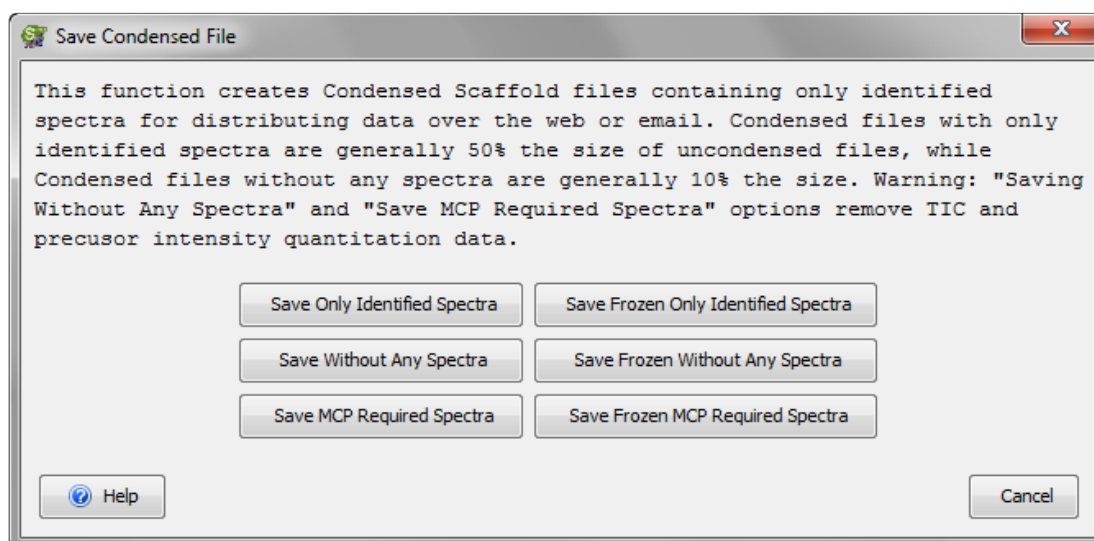 Save Condensed File
This function creates Condensed Scaffold files containing only identified
spectra for distributing data over the web or email. Condensed files with only
identified spectra are generally 50% the size of uncondensed files, while
Condensed files without any spectra are generally 10% the size. Warning: "Saving
Without Any Spectra" and "Save MCP Required Spectra" options remove TIC and
precusor intensity quantitation data.
Save Only Identified Spectra
Save Frozen Only Identified Spectra
Save Without Any Spectra
Save Frozen Without Any Spectra
Save MCP Required Spectra
Save Frozen MCP Required Spectra
Help
Cancel